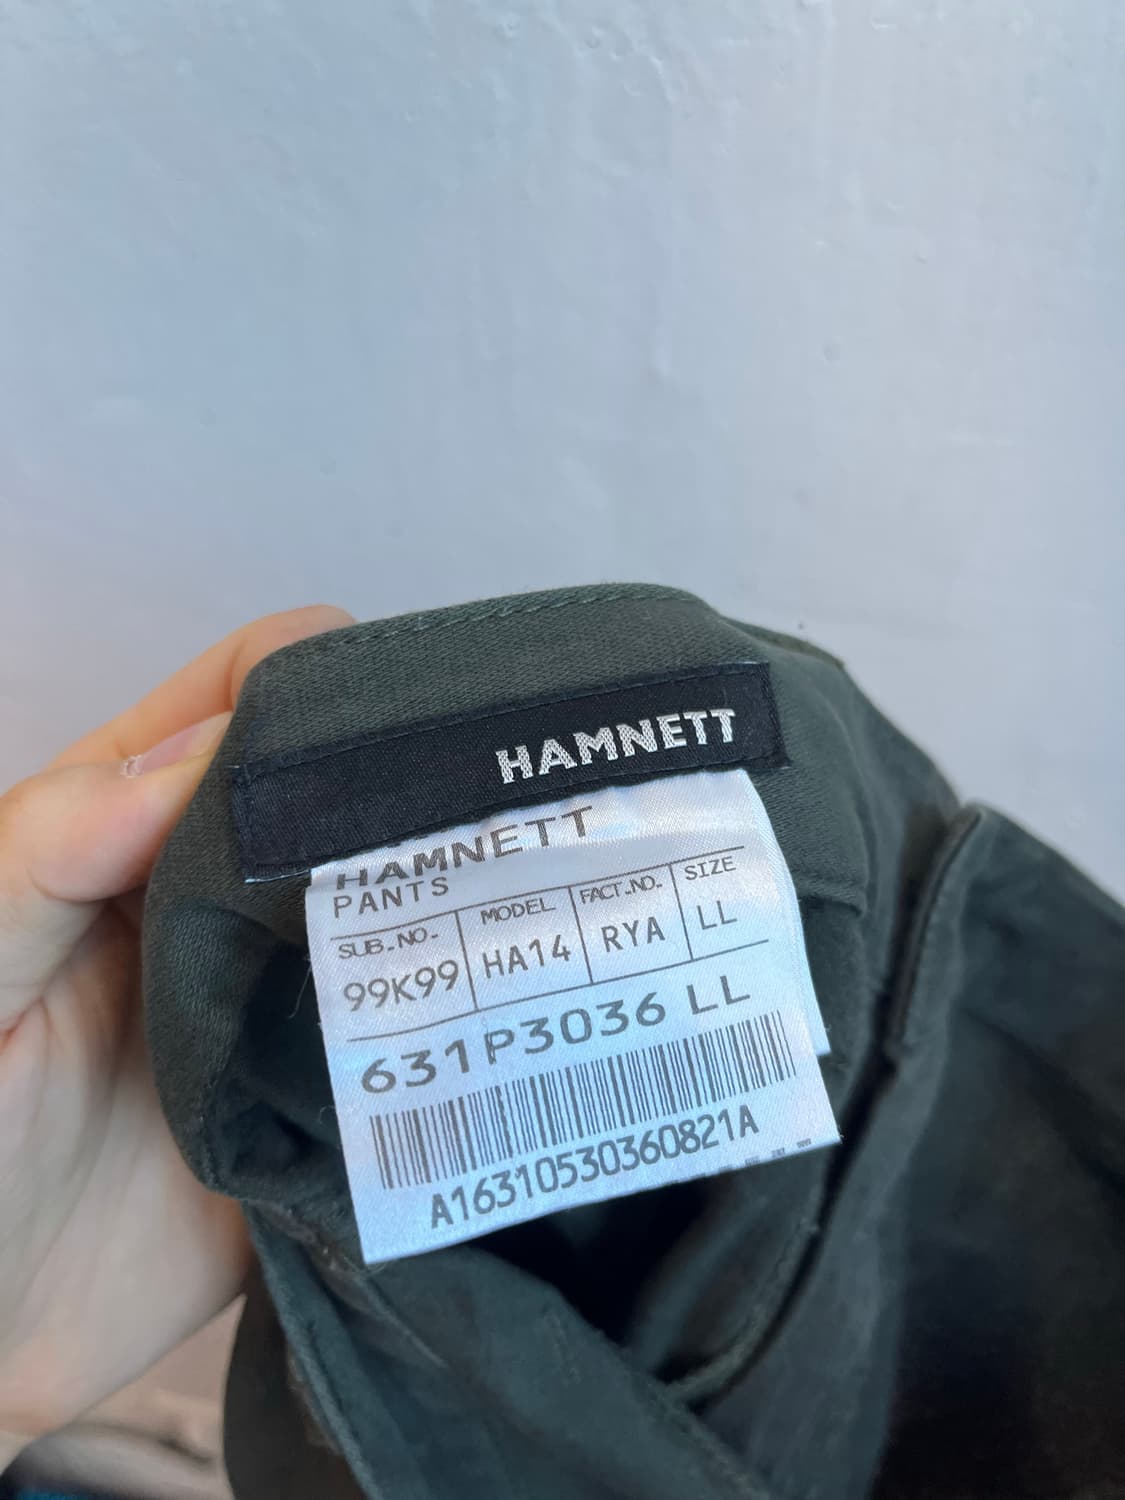 HAMNETT
HAMNETT
PANTS
SUB.NO. MODEL FACT.NO. SIZE
99K99 HA14 RYA LL
631P3036 LL
A16310530360821A